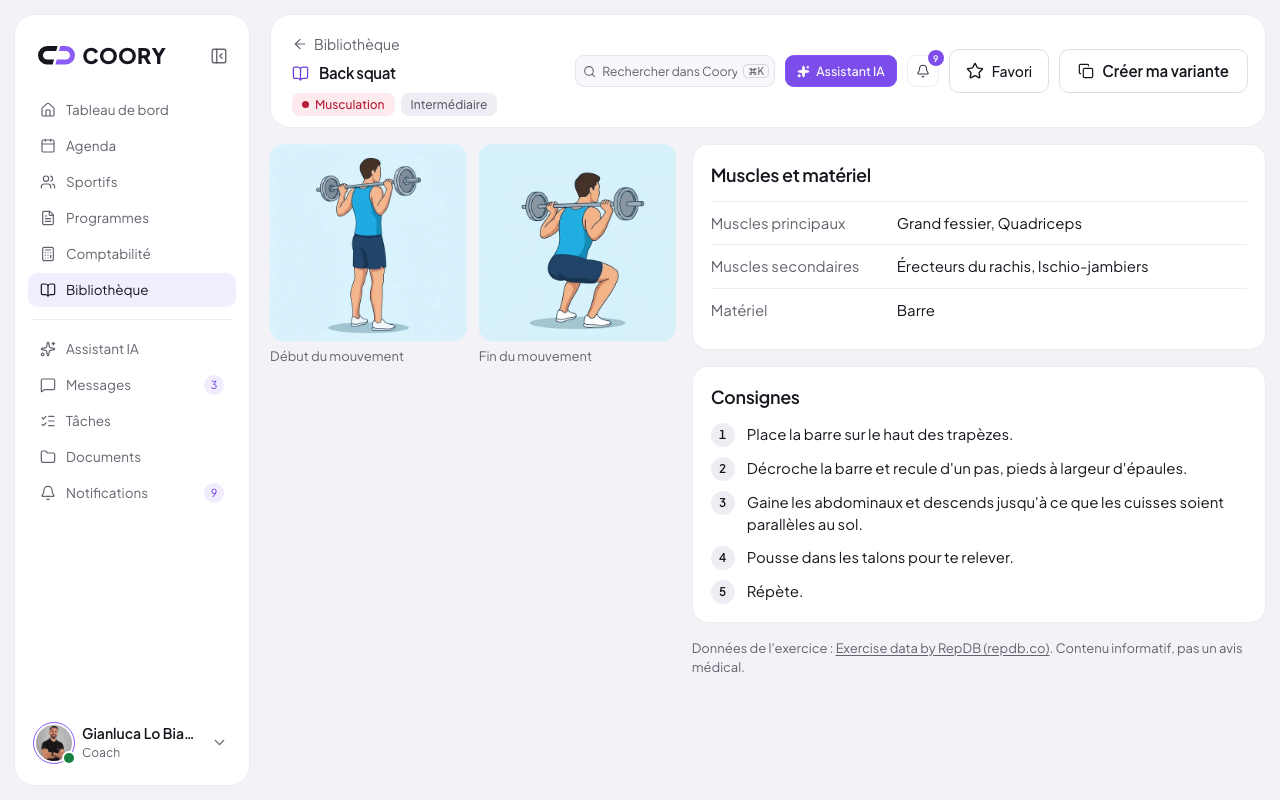 COORY
Tableau de bord
Agenda
Sportifs
Programmes
Comptabilité
Bibliothèque
Assistant IA
Messages 3
Tâches
Documents
Notifications 9
Gianluca Lo Bia...
Coach
Bibliothèque
Back squat
Musculation Intermédiaire
Rechercher dans Coory ⌘K
Assistant IA
9
Favori
Créer ma variante
Début du mouvement
Fin du mouvement
Muscles et matériel
Muscles principaux Grand fessier, Quadriceps
Muscles secondaires Érecteurs du rachis, Ischio-jambiers
Matériel Barre
Consignes
1 Place la barre sur le haut des trapèzes.
2 Décroche la barre et recule d'un pas, pieds à largeur d'épaules.
3 Gaine les abdominaux et descends jusqu'à ce que les cuisses soient
parallèles au sol.
4 Pousse dans les talons pour te relever.
5 Répète.
Données de l'exercice : Exercise data by RepDB (repdb.co). Contenu informatif, pas un avis
médical.